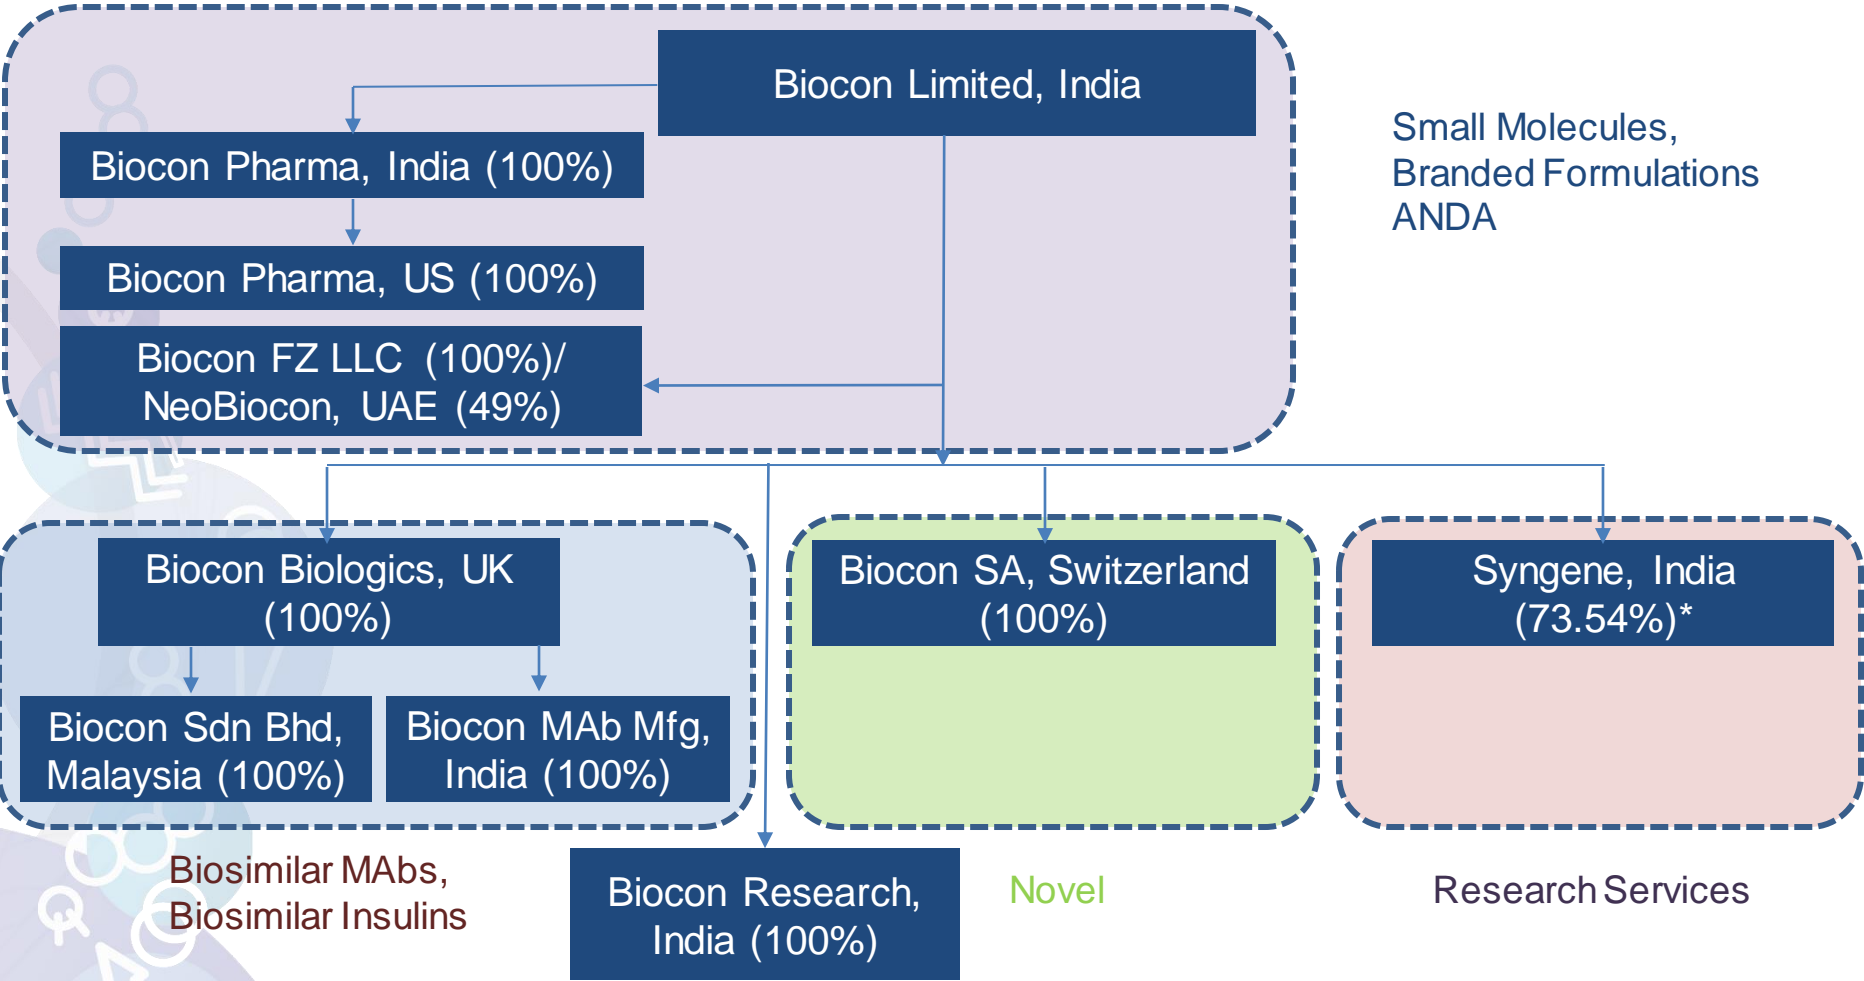 Biocon Limited, India
Small Molecules,
Branded Formulations
ANDA
Biocon Pharma, India (100%)
Biocon Pharma, US (100%)
Biocon FZ LLC (100%)/
NeoBiocon, UAE (49%)
Biocon Biologics, UK
(100%)
Biocon SA, Switzerland
(100%)
Syngene, India
(73.54%)*
Biocon Sdn Bhd,
Malaysia (100%)
Biocon MAb Mfg,
India (100%)
Biosimilar MAbs,
Biosimilar Insulins
Biocon Research,
India (100%)
Novel
Research Services